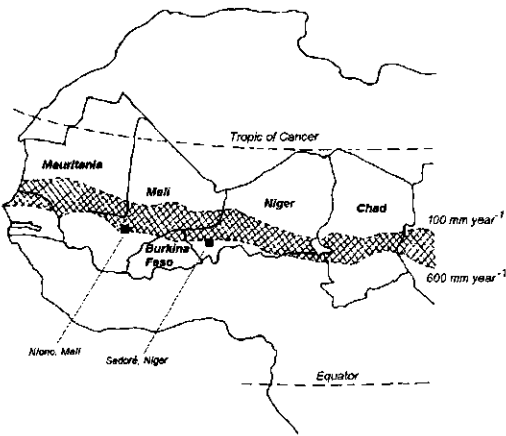 Tropic of Cancer
Mauritania
Mali
Niger
Chad
100 mm year⁻¹
Burkina
Faso
600 mm year⁻¹
Niono, Mali
Sadoré, Niger
Equator